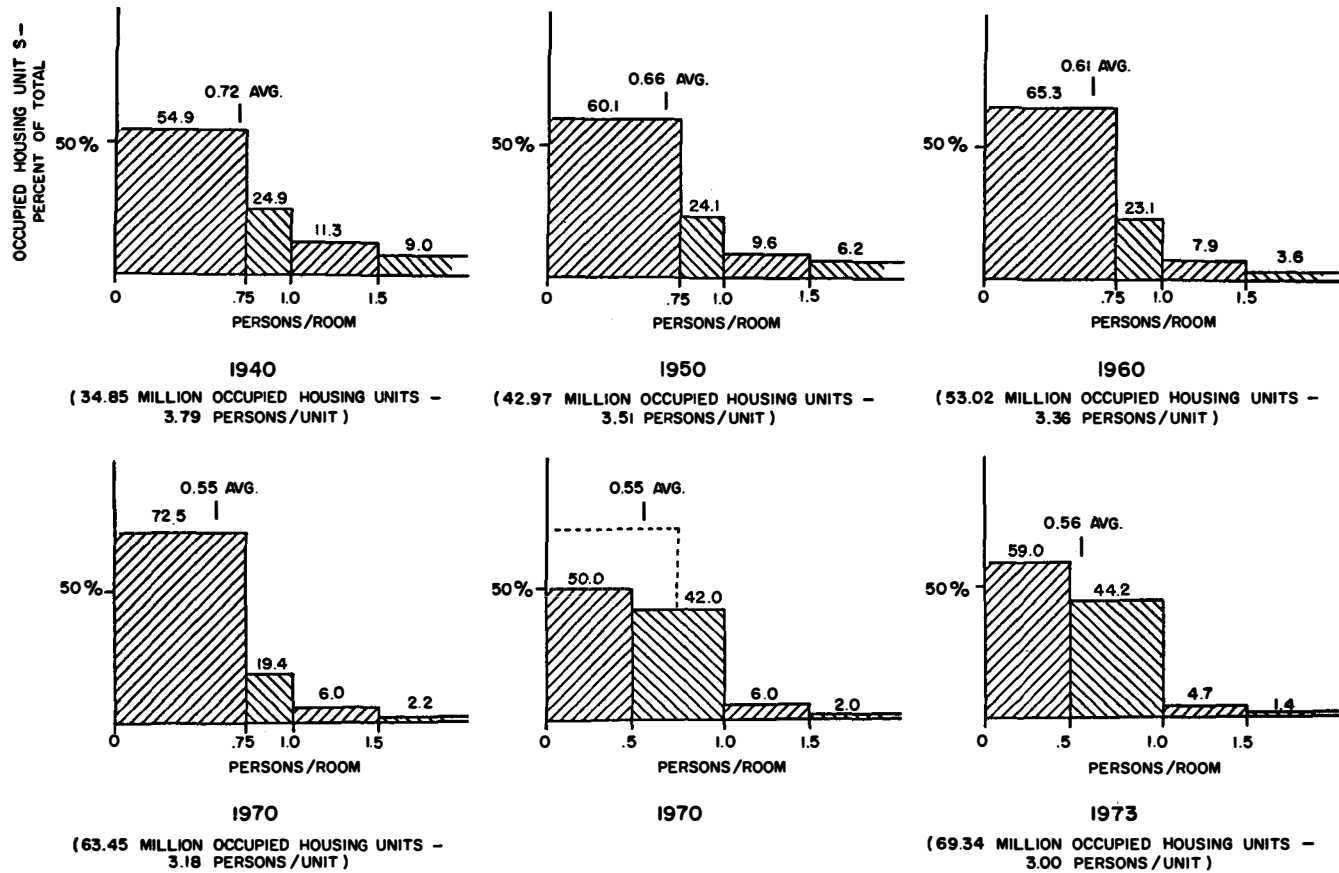 OCCUPIED HOUSING UNIT S—
PERCENT OF TOTAL
50%
0.72 AVG.
54.9
24.9
11.3
9.0
0 .75 1.0 1.5
PERSONS/ROOM
1940
(34.85 MILLION OCCUPIED HOUSING UNITS —
3.79 PERSONS/UNIT)
50%
0.66 AVG.
60.1
24.1
9.6
6.2
0 .75 1.0 1.5
PERSONS/ROOM
1950
(42.97 MILLION OCCUPIED HOUSING UNITS —
3.51 PERSONS/UNIT)
50%
0.61 AVG.
65.3
23.1
7.9
3.6
0 .75 1.0 1.5
PERSONS/ROOM
1960
(53.02 MILLION OCCUPIED HOUSING UNITS —
3.36 PERSONS/UNIT)
50%
0.55 AVG.
72.5
19.4
6.0
2.2
0 .75 1.0 1.5
PERSONS/ROOM
1970
(63.45 MILLION OCCUPIED HOUSING UNITS —
3.18 PERSONS/UNIT)
50%
0.55 AVG.
50.0
42.0
6.0
2.0
0 .5 1.0 1.5
PERSONS/ROOM
1970
50%
0.56 AVG.
59.0
44.2
4.7
1.4
0 .5 1.0 1.5
PERSONS/ROOM
1973
(69.34 MILLION OCCUPIED HOUSING UNITS —
3.00 PERSONS/UNIT)